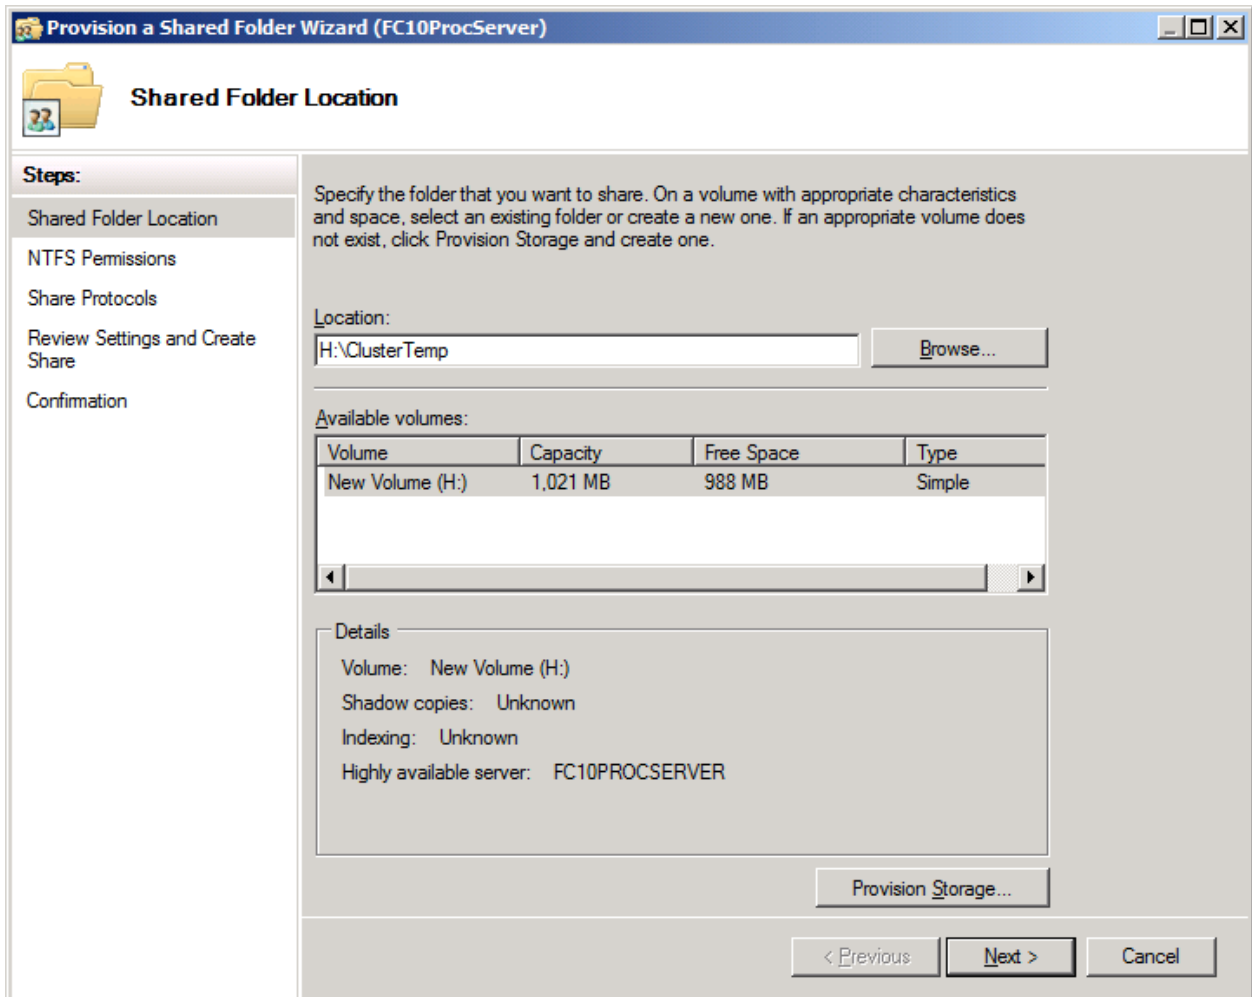 Provision a Shared Folder Wizard (FC10ProcServer)
Shared Folder Location
Steps:
Shared Folder Location
NTFS Permissions
Share Protocols
Review Settings and Create
Share
Confirmation
Specify the folder that you want to share. On a volume with appropriate characteristics
and space, select an existing folder or create a new one. If an appropriate volume does
not exist, click Provision Storage and create one.
Location:
H:\ClusterTemp
Browse...
Available volumes:
Volume Capacity Free Space Type
New Volume (H:) 1,021 MB 988 MB Simple
Details
Volume: New Volume (H:)
Shadow copies: Unknown
Indexing: Unknown
Highly available server: FC10PROCSERVER
Provision Storage...
< Previous Next > Cancel